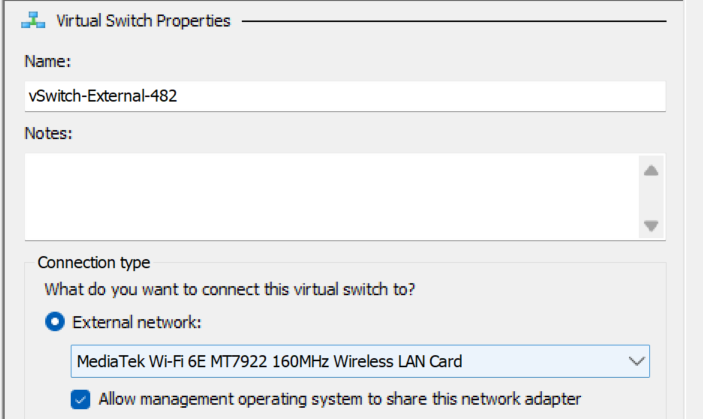 Virtual Switch Properties
Name:
vSwitch-External-482
Notes:
Connection type
What do you want to connect this virtual switch to?
External network:
MediaTek Wi-Fi 6E MT7922 160MHz Wireless LAN Card
Allow management operating system to share this network adapter